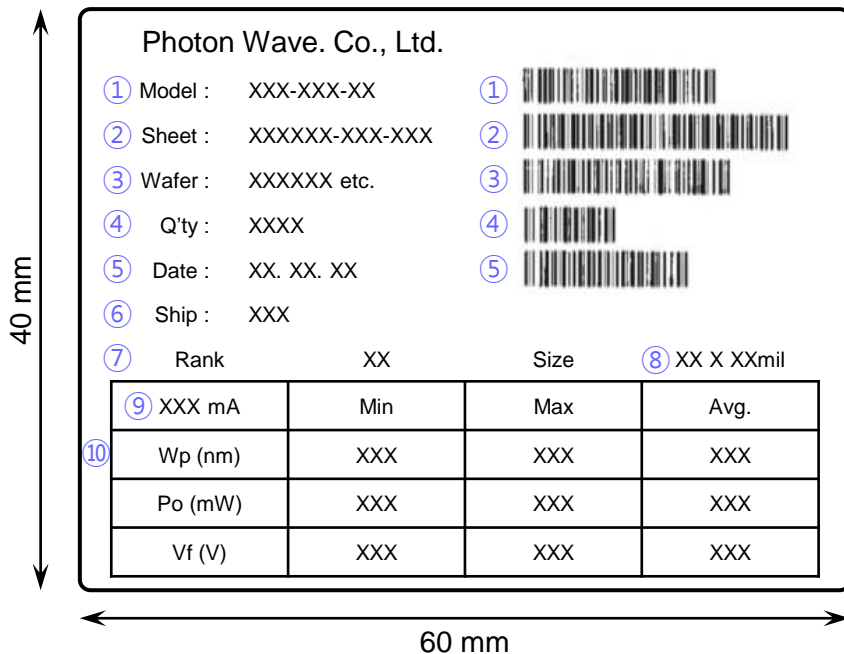 Photon Wave. Co., Ltd.
① Model : XXX-XXX-XX ①
② Sheet : XXXXXX-XXX-XXX ②
③ Wafer : XXXXXX etc. ③
④ Q'ty : XXXX ④
⑤ Date : XX. XX. XX ⑤
⑥ Ship : XXX
⑦ Rank XX Size ⑧ XX X XXmil
⑨ XXX mA Min Max Avg.
⑩ Wp (nm) XXX XXX XXX
Po (mW) XXX XXX XXX
Vf (V) XXX XXX XXX
40 mm
60 mm